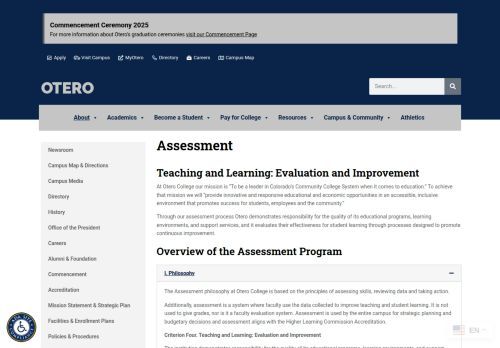 Commencement Ceremony 2025
For more information about Otero's graduation ceremonies visit our Commencement Page
Apply Visit Campus MyOtero Directory Careers Campus Map
OTERO
Search...
About Academics Become a Student Pay for College Resources Campus & Community Athletics
Newsroom
Campus Map & Directions
Campus Media
Directory
History
Office of the President
Careers
Alumni & Foundation
Commencement
Accreditation
Mission Statement & Strategic Plan
Facilities & Enrollment Plans
Policies & Procedures
Assessment
Teaching and Learning: Evaluation and Improvement
At Otero College our mission is "To be a leader in Colorado's Community College System when it comes to education." To achieve
that mission we will "provide innovative and responsive educational and economic opportunities in an accessible, inclusive
environment that promotes success for students, employees and the community."
Through our assessment process Otero demonstrates responsibility for the quality of its educational programs, learning
environments, and support services, and it evaluates their effectiveness for student learning through processes designed to promote
continuous improvement.
Overview of the Assessment Program
I. Philosophy
The Assessment philosophy at Otero College is based on the principles of assessing skills, reviewing data and taking action.
Additionally, assessment is a system where faculty use the data collected to improve teaching and student learning. It is not
used to give grades, nor is it a faculty evaluation system. Assessment is used by the entire campus for strategic planning
and budgetary decisions and assessment aligns with the Higher Learning Commission Accreditation.
Criterion Four. Teaching and Learning: Evaluation and Improvement
EN